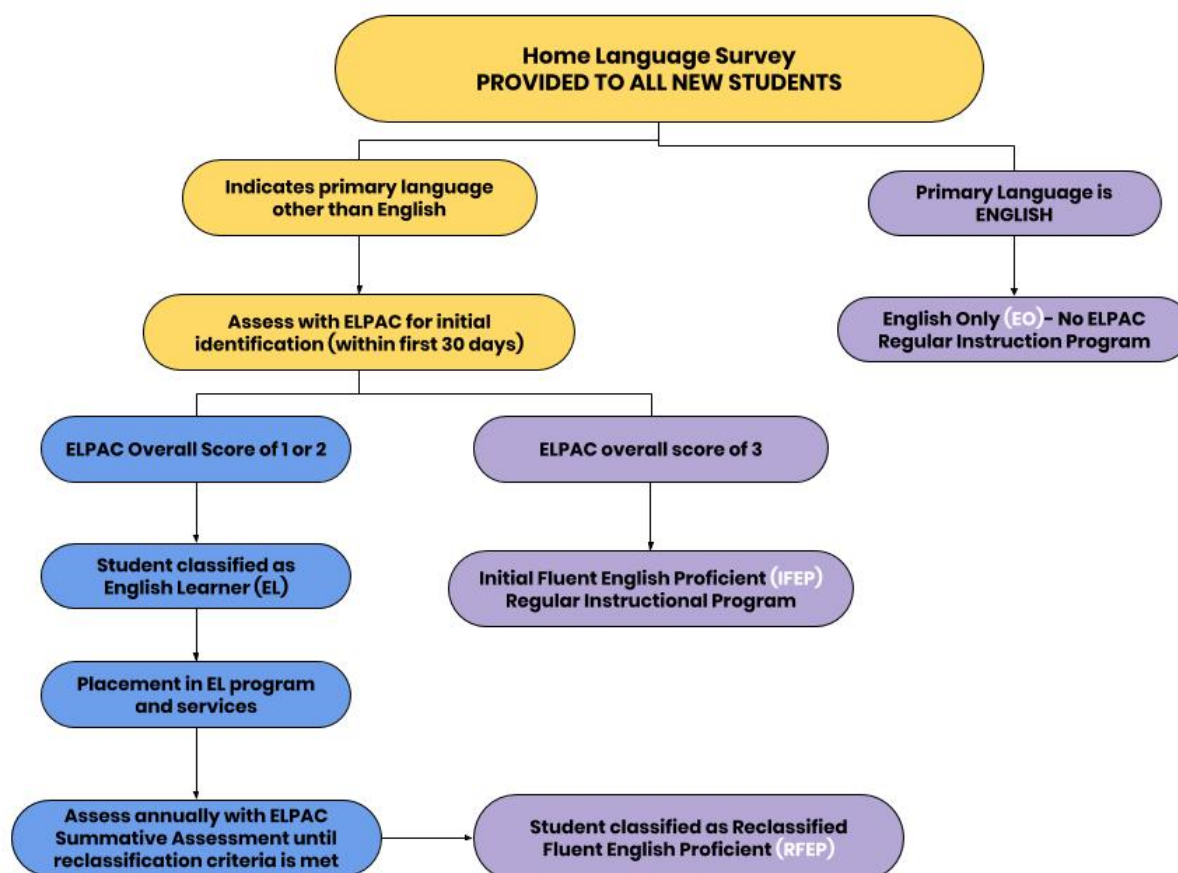 Home Language Survey
PROVIDED TO ALL NEW STUDENTS
Indicates primary language
other than English
Primary Language is
ENGLISH
Assess with ELPAC for initial
identification (within first 30 days)
English Only (EO)- No ELPAC
Regular Instruction Program
ELPAC Overall Score of 1 or 2
ELPAC overall score of 3
Student classified as
English Learner (EL)
Initial Fluent English Proficient (IFEP)
Regular Instructional Program
Placement in EL program
and services
Assess annually with ELPAC
Summative Assessment until
reclassification criteria is met
Student classified as Reclassified
Fluent English Proficient (RFEP)